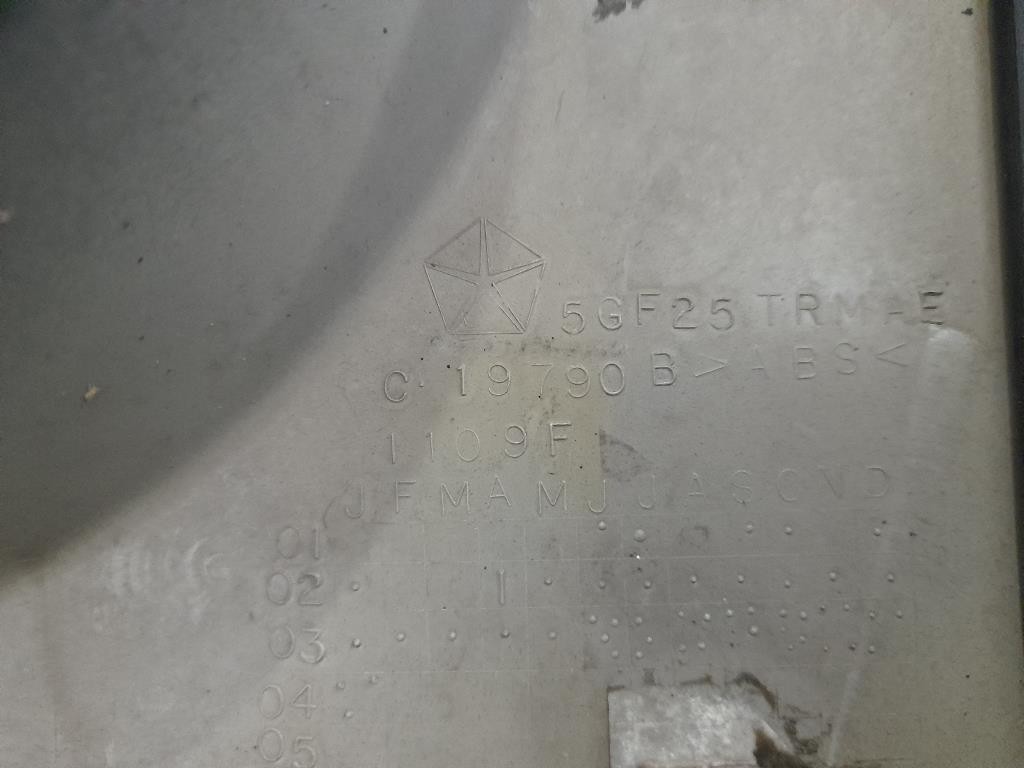 5GF25 TRMAE
C 19790 B >ABS<
1109F
J F M A M J J A S O N D
01
02
03
04
05